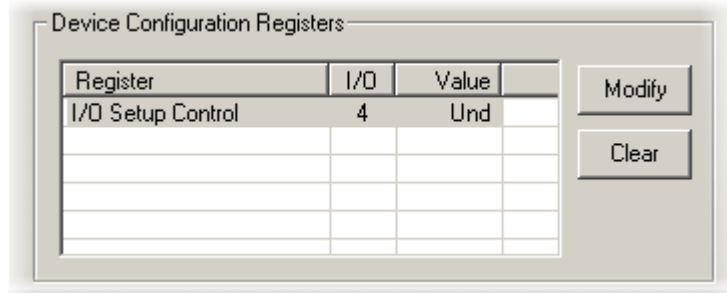 Device Configuration Registers
Register I/O Value
I/O Setup Control 4 Und
Modify
Clear